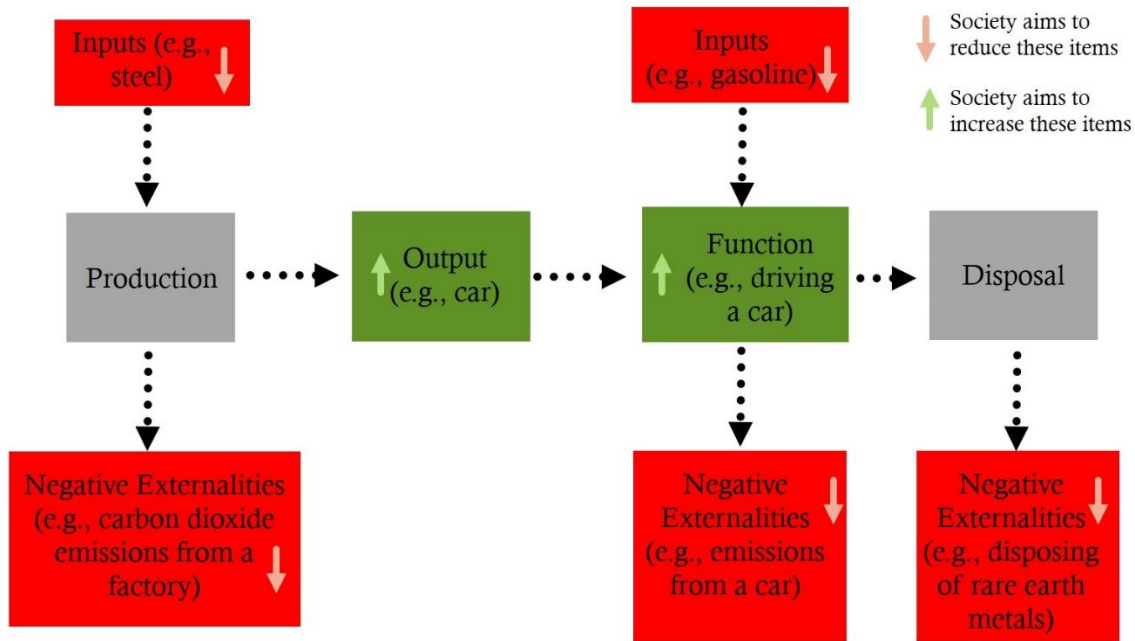 Inputs (e.g.,
steel)
Inputs
(e.g., gasoline)
Society aims to
reduce these items
Society aims to
increase these items
Production
Output
(e.g., car)
Function
(e.g., driving
a car)
Disposal
Negative Externalities
(e.g., carbon dioxide
emissions from a
factory)
Negative
Externalities
(e.g., emissions
from a car)
Negative
Externalities
(e.g., disposing
of rare earth
metals)